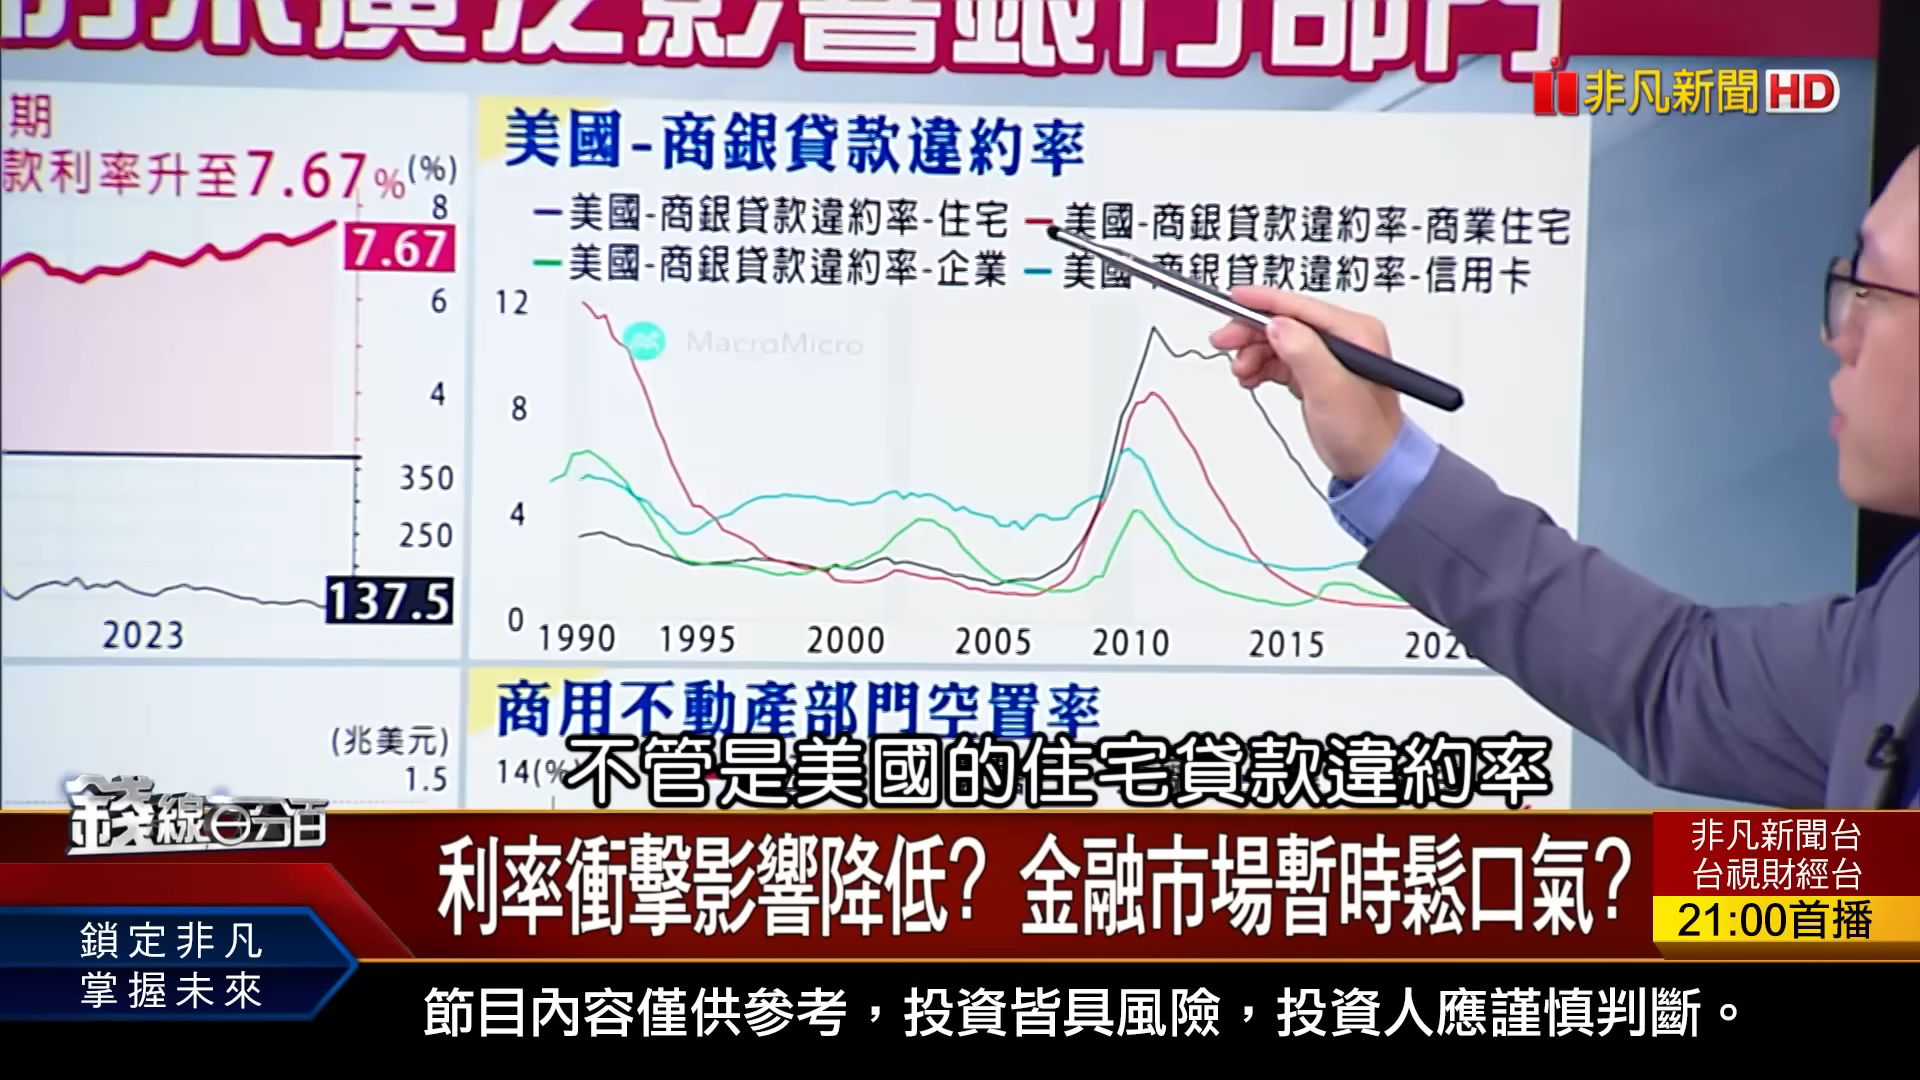 影響銀行部門
非凡新聞HD
期
款利率升至7.67%
(%)
8
7.67
6
4
350
250
137.5
2023
(兆美元)
1.5
美國-商銀貸款違約率
美國-商銀貸款違約率-住宅
美國-商銀貸款違約率-商業住宅
美國-商銀貸款違約率-企業
美國-商銀貸款違約率-信用卡
MacroMicro
12
8
4
0
1990 1995 2000 2005 2010 2015 202
商用不動產部門空置率
14(%)
不管是美國的住宅貸款違約率
錢線百分百
利率衝擊影響降低? 金融市場暫時鬆口氣?
非凡新聞台
台視財經台
21:00首播
鎖定非凡
掌握未來
節目內容僅供參考，投資皆具風險，投資人應謹慎判斷。